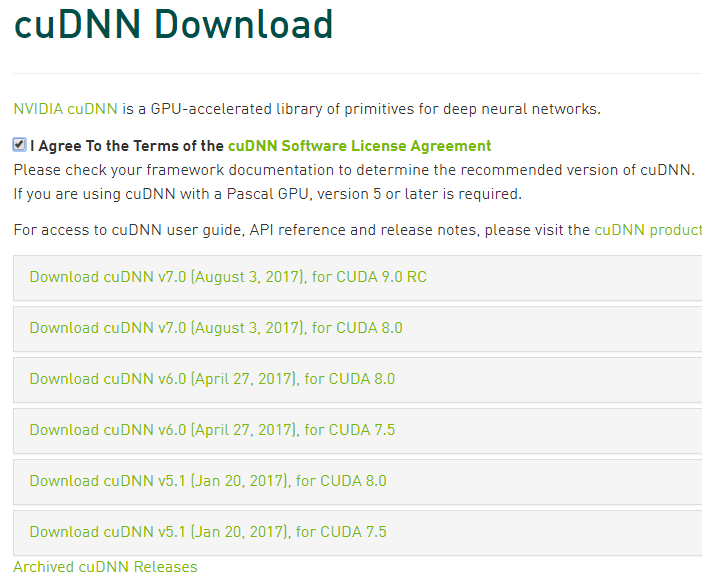 cuDNN Download
NVIDIA cuDNN is a GPU-accelerated library of primitives for deep neural networks.
I Agree To the Terms of the cuDNN Software License Agreement
Please check your framework documentation to determine the recommended version of cuDNN.
If you are using cuDNN with a Pascal GPU, version 5 or later is required.
For access to cuDNN user guide, API reference and release notes, please visit the cuDNN product
Download cuDNN v7.0 (August 3, 2017), for CUDA 9.0 RC
Download cuDNN v7.0 (August 3, 2017), for CUDA 8.0
Download cuDNN v6.0 (April 27, 2017), for CUDA 8.0
Download cuDNN v6.0 (April 27, 2017), for CUDA 7.5
Download cuDNN v5.1 (Jan 20, 2017), for CUDA 8.0
Download cuDNN v5.1 (Jan 20, 2017), for CUDA 7.5
Archived cuDNN Releases